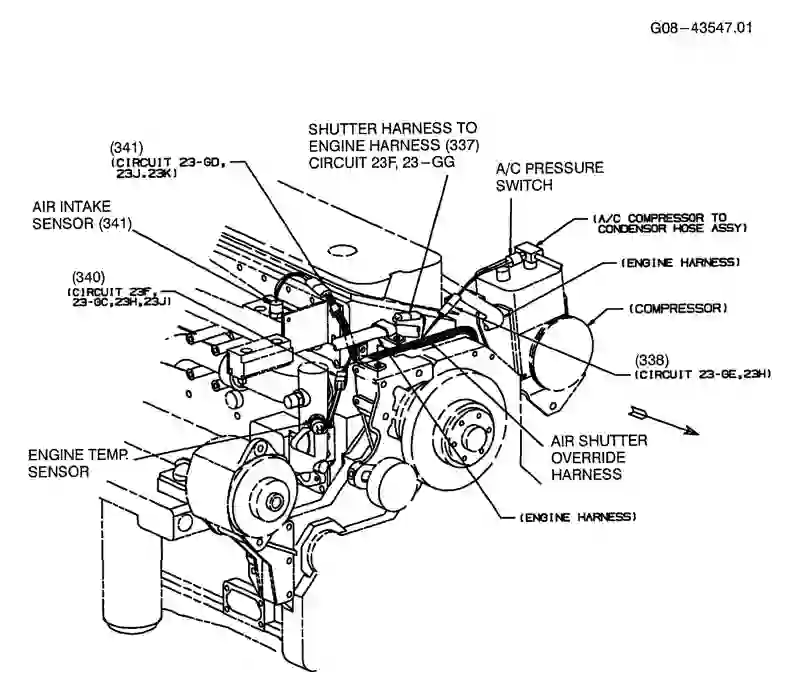 G08-43547.01
SHUTTER HARNESS TO
ENGINE HARNESS (337)
CIRCUIT 23F, 23-GG
(341)
(CIRCUIT 23-GD,
23J.23K)
A/C PRESSURE
SWITCH
AIR INTAKE
SENSOR (341)
(A/C COMPRESSOR TO
CONDENSOR HOSE ASSY)
(ENGINE HARNESS)
(340)
(CIRCUIT 23F,
23-GC,23H,23J)
(COMPRESSOR)
(338)
(CIRCUIT 23-GE,23H)
AIR SHUTTER
OVERRIDE
HARNESS
ENGINE TEMP.
SENSOR
(ENGINE HARNESS)